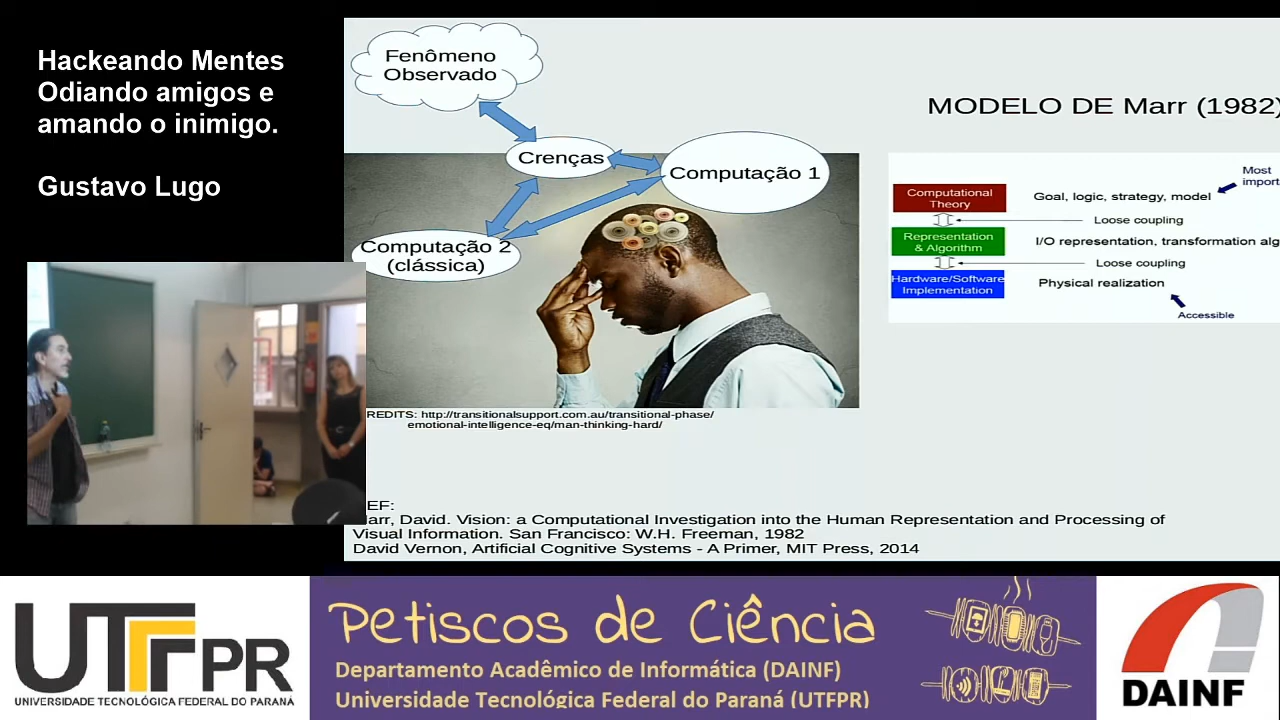 Hackeando Mentes
Odiando amigos e
amando o inimigo.
Gustavo Lugo
Fenômeno
Observado
Crenças
Computação 1
Computação 2
(clássica)
MODELO DE Marr (1982)
Most
import
Computational
Theory
Goal, logic, strategy, model
Loose coupling
Representation
& Algorithm
I/O representation, transformation alg
Loose coupling
Hardware/Software
Implementation
Physical realization
Accessible
REDITS: http://transitionalsupport.com.au/transitional-phase/
emotional-intelligence-eq/man-thinking-hard/
EF:
arr, David. Vision: a Computational Investigation into the Human Representation and Processing of
Visual Information. San Francisco: W.H. Freeman, 1982
David Vernon, Artificial Cognitive Systems - A Primer, MIT Press, 2014
UTFPR
UNIVERSIDADE TECNOLÓGICA FEDERAL DO PARANÁ
Petiscos de Ciência
Departamento Acadêmico de Informática (DAINF)
Universidade Tecnológica Federal do Paraná (UTFPR)
DAINF